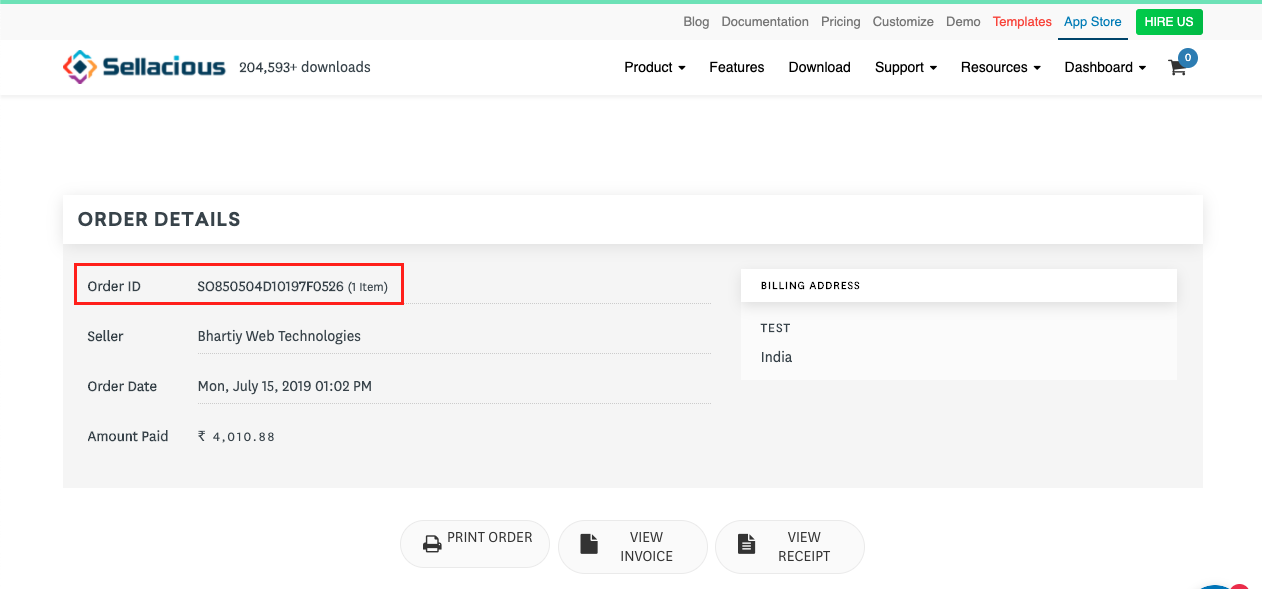 Blog Documentation Pricing Customize Demo Templates App Store HIRE US
Sellacious 204,593+ downloads Product Features Download Support Resources Dashboard 0
ORDER DETAILS
Order ID SO850504D10197F0526 (1 Item)
Seller Bhartiy Web Technologies
Order Date Mon, July 15, 2019 01:02 PM
Amount Paid ₹ 4,010.88
BILLING ADDRESS
TEST
India
PRINT ORDER
VIEW
INVOICE
VIEW
RECEIPT